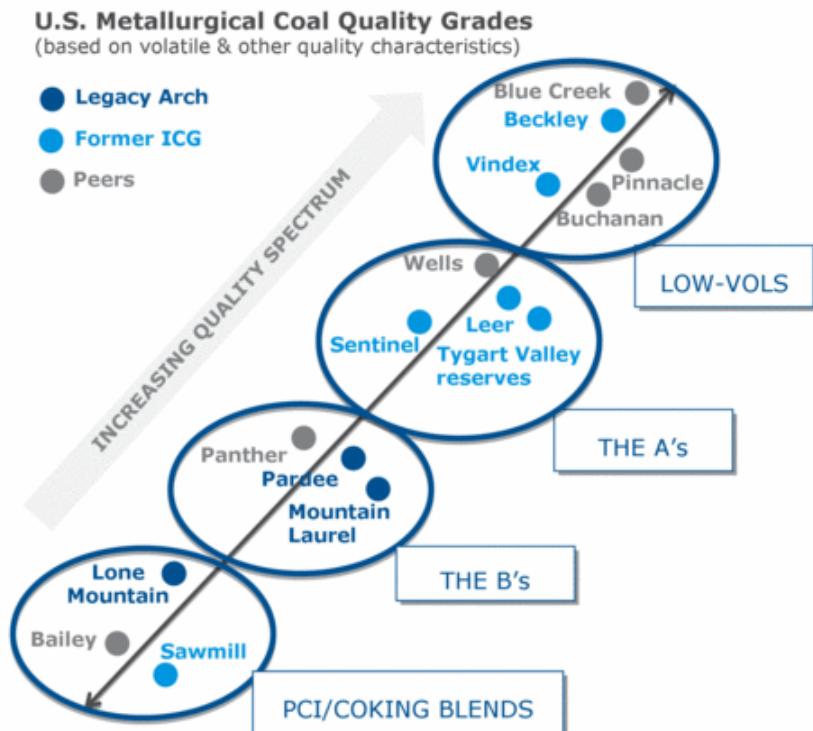 U.S. Metallurgical Coal Quality Grades
(based on volatile & other quality characteristics)
Legacy Arch
Former ICG
Peers
INCREASING QUALITY SPECTRUM
Blue Creek
Beckley
Vindex
Pinnacle
Buchanan
LOW-VOLS
Wells
Sentinel
Leer
Tygart Valley
reserves
THE A's
Panther
Pardee
Mountain
Laurel
THE B's
Lone
Mountain
Bailey
Sawmill
PCI/COKING BLENDS